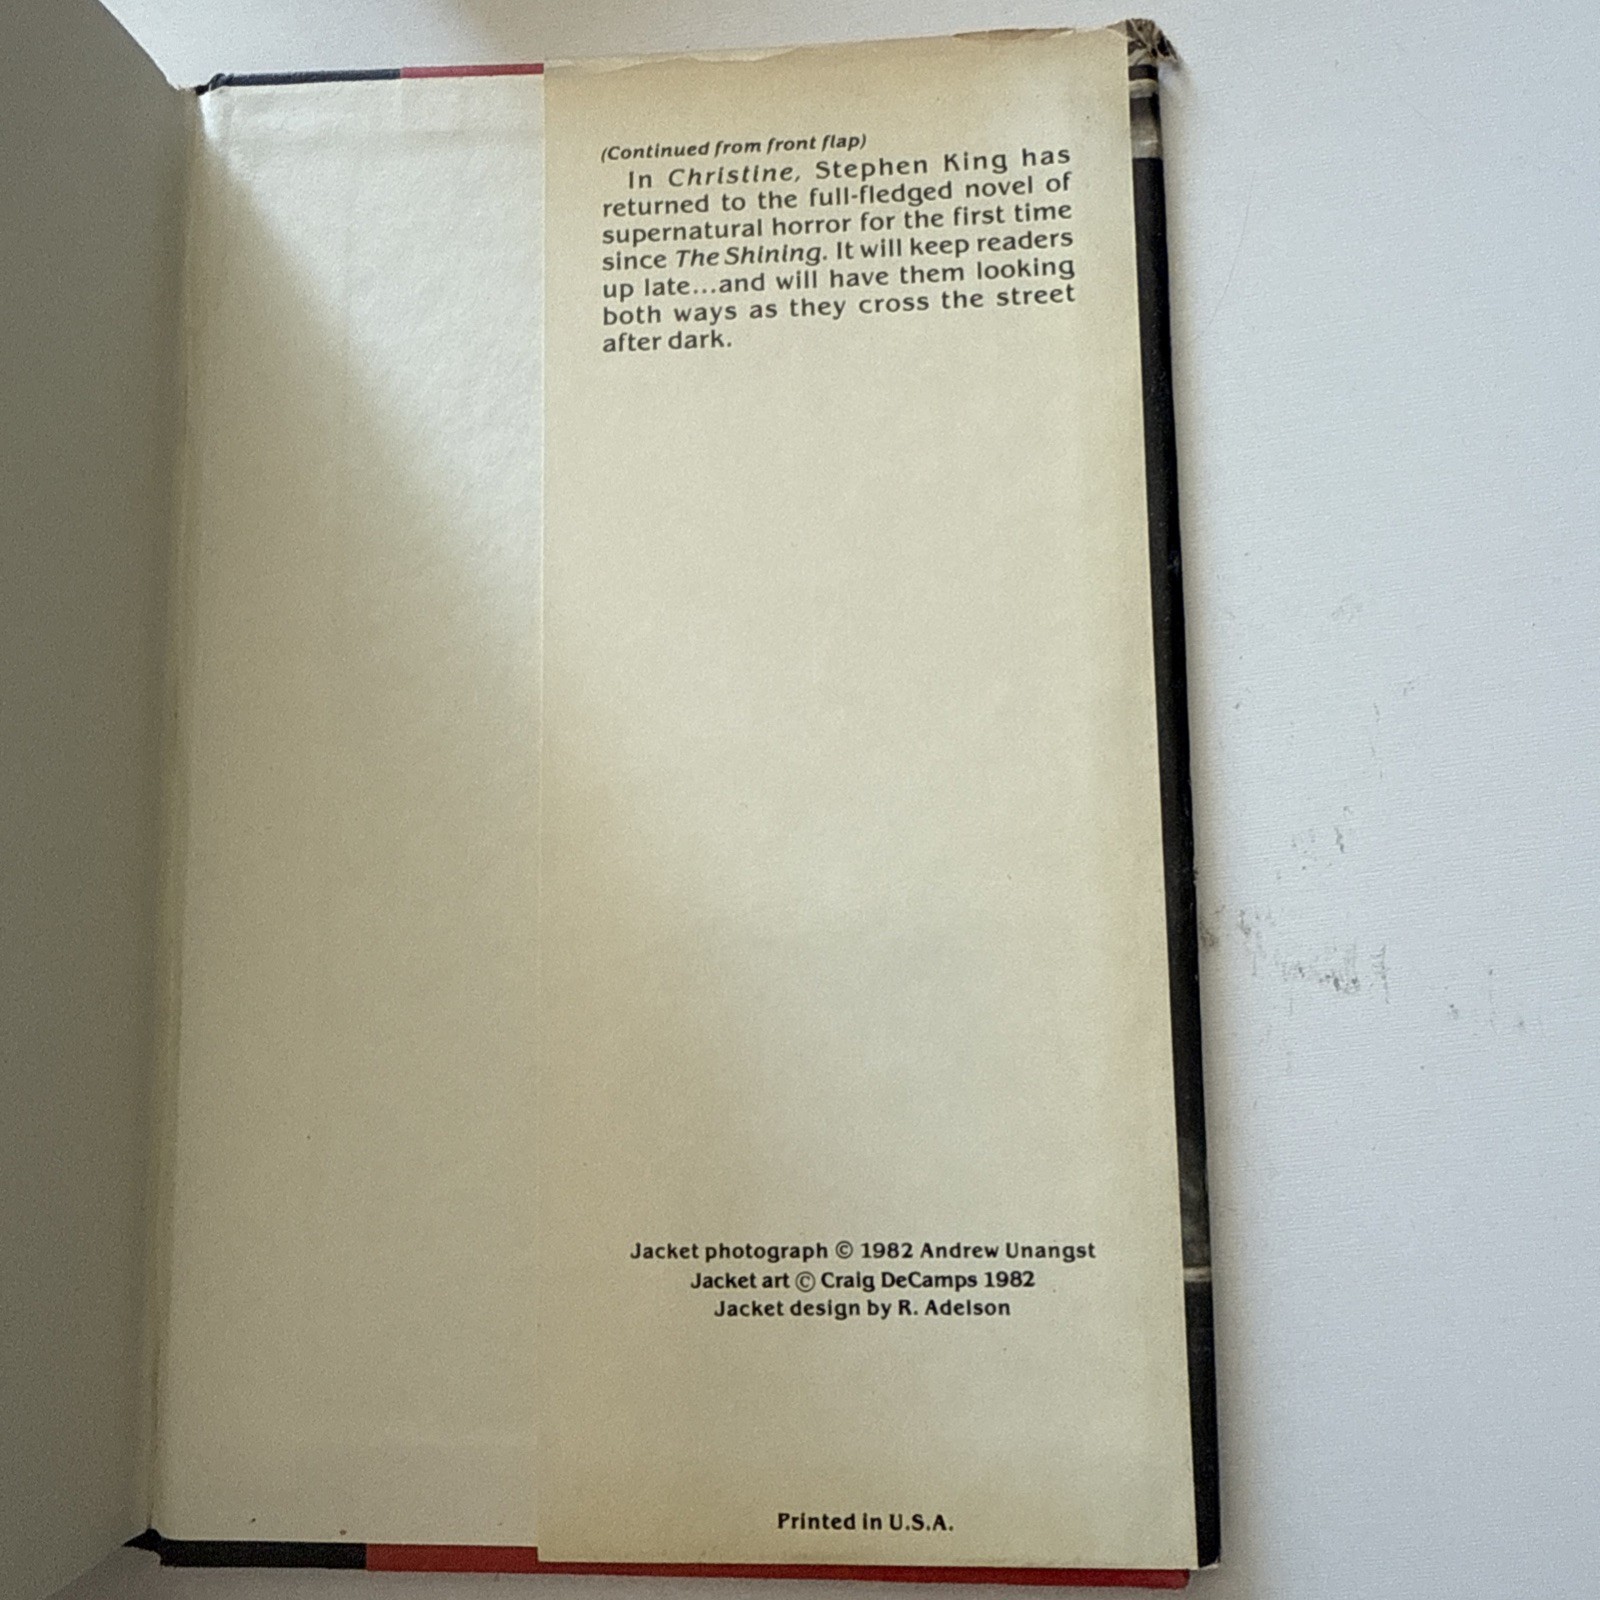 (Continued from front flap)
In Christine, Stephen King has
returned to the full-fledged novel of
supernatural horror for the first time
since The Shining. It will keep readers
up late...and will have them looking
both ways as they cross the street
after dark.
Jacket photograph © 1982 Andrew Unangst
Jacket art © Craig DeCamps 1982
Jacket design by R. Adelson
Printed in U.S.A.